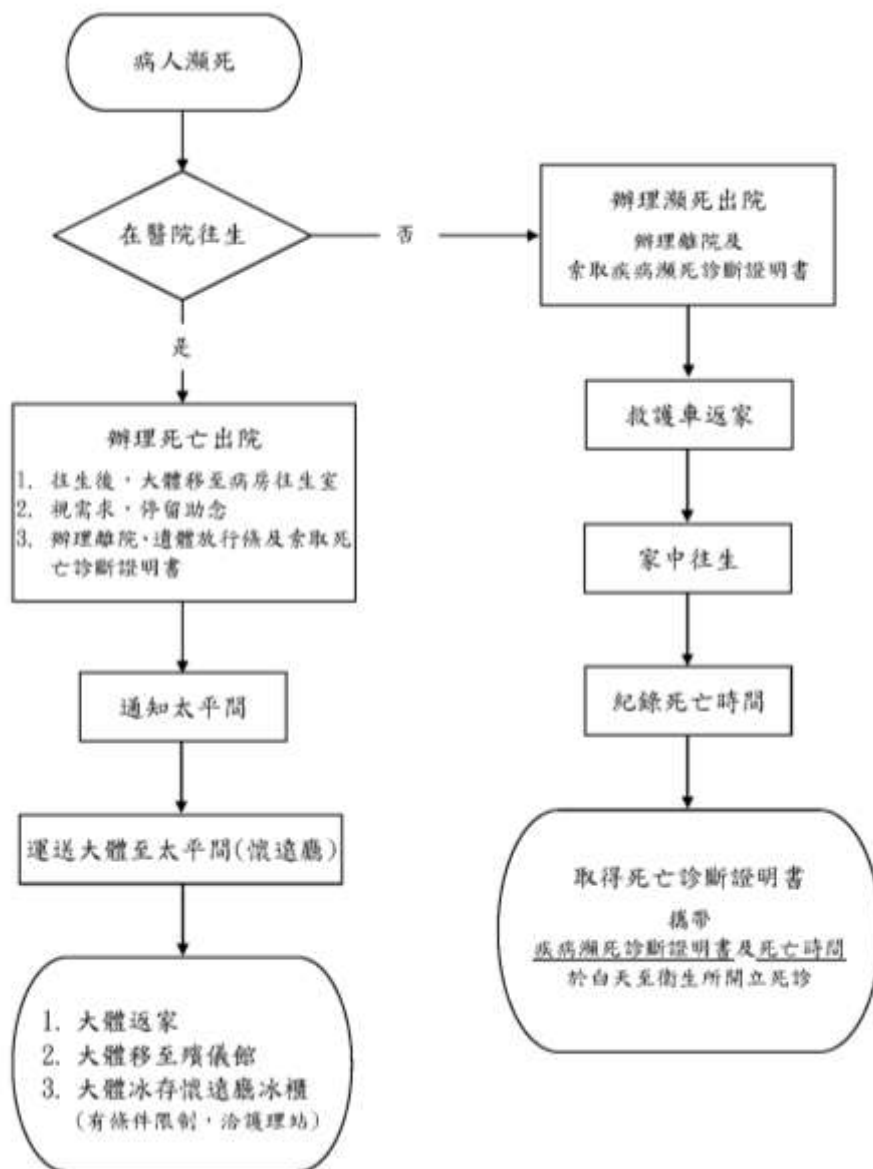 病人瀕死
在醫院往生
否
是
辦理死亡出院
1. 往生後，大體移至病房往生室
2. 視需求，停留助念
3. 辦理離院、遺體放行條及索取死
亡診斷證明書
通知太平間
運送大體至太平間(懷遠廳)
1. 大體返家
2. 大體移至殯儀館
3. 大體冰存懷遠廳冰櫃
(有條件限制，洽護理站)
辦理瀕死出院
辦理離院及
索取疾病瀕死診斷證明書
救護車返家
家中往生
紀錄死亡時間
取得死亡診斷證明書
攜帶
疾病瀕死診斷證明書及死亡時間
於白天至衛生所開立死診